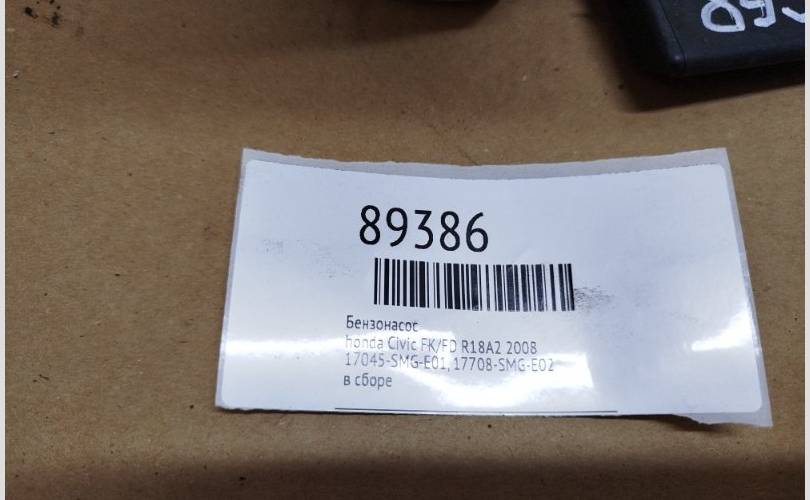 89386
Бензонасос
honda Civic FK/FD R18A2 2008
17045-SMG-E01, 17708-SMG-E02
в сборе